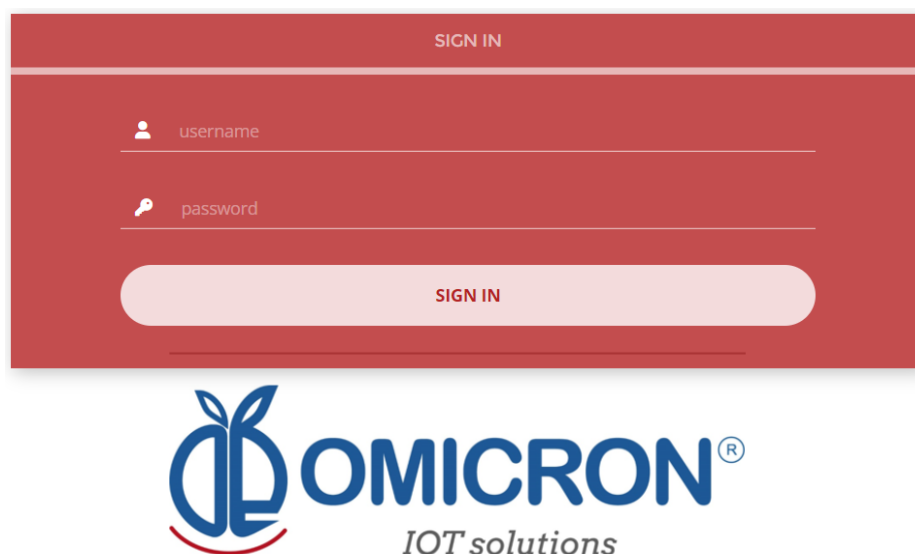 SIGN IN
username
password
SIGN IN
OMICRON®
IOT solutions